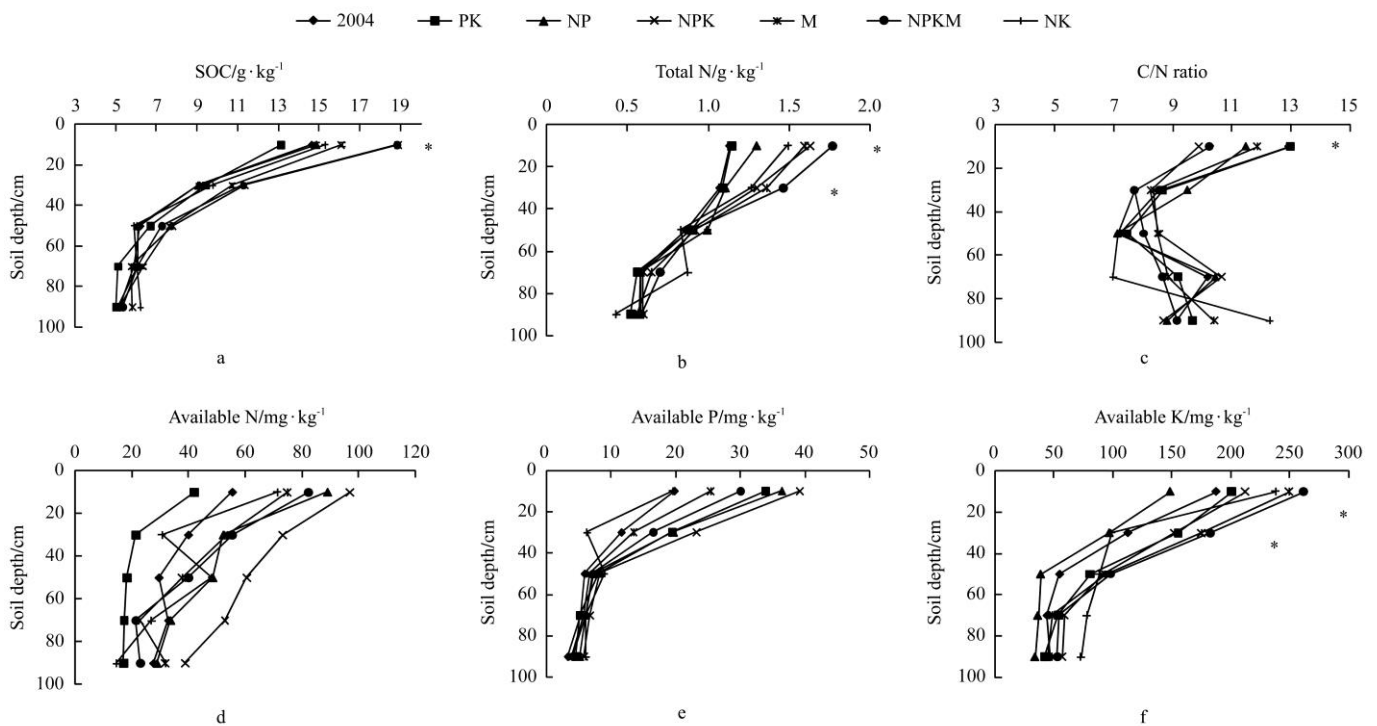 2004 PK NP NPK M NPKM NK
SOC/g·kg⁻¹
3 5 7 9 11 13 15 17 19
0
20
40
60
80
100
Soil depth/cm
*
a
Total N/g·kg⁻¹
0 0.5 1.0 1.5 2.0
0
20
40
60
80
100
Soil depth/cm
*
*
b
C/N ratio
3 5 7 9 11 13 15
0
20
40
60
80
100
Soil depth/cm
*
c
Available N/mg·kg⁻¹
0 20 40 60 80 100 120
0
20
40
60
80
100
Soil depth/cm
d
Available P/mg·kg⁻¹
0 10 20 30 40 50
0
20
40
60
80
100
Soil depth/cm
e
Available K/mg·kg⁻¹
0 50 100 150 200 250 300
0
20
40
60
80
100
Soil depth/cm
*
*
f